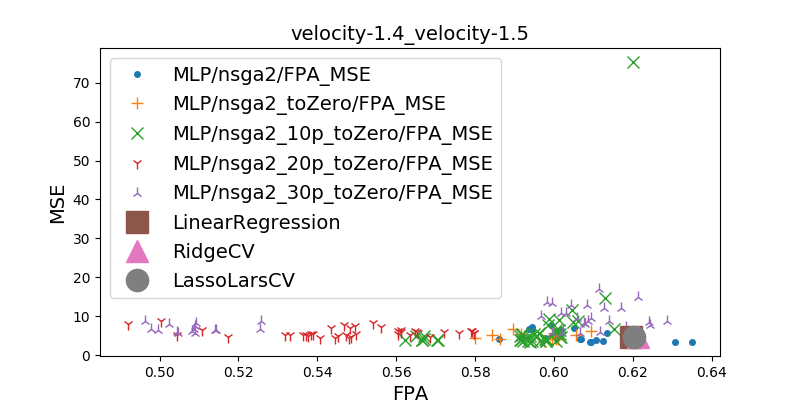 velocity-1.4_velocity-1.5
MSE
70
60
50
40
30
20
10
0
MLP/nsga2/FPA_MSE
MLP/nsga2_toZero/FPA_MSE
MLP/nsga2_10p_toZero/FPA_MSE
MLP/nsga2_20p_toZero/FPA_MSE
MLP/nsga2_30p_toZero/FPA_MSE
LinearRegression
RidgeCV
LassoLarsCV
0.50 0.52 0.54 0.56 0.58 0.60 0.62 0.64
FPA